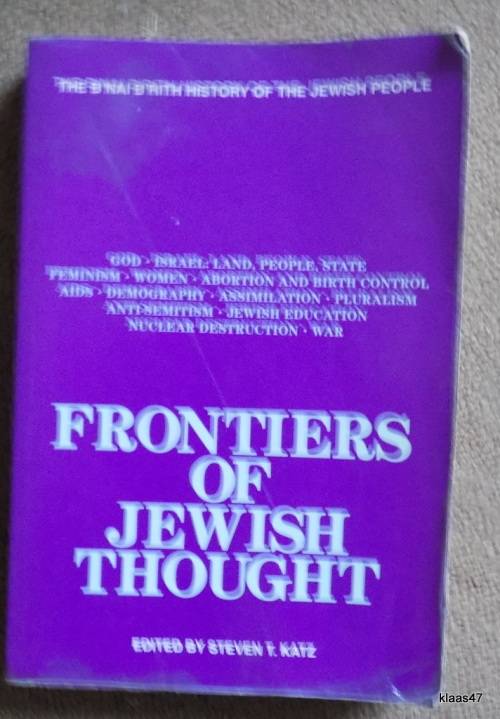 THE B'NAI B'RITH HISTORY OF THE JEWISH PEOPLE
GOD · ISRAEL: LAND, PEOPLE, STATE
FEMINISM · WOMEN · ABORTION AND BIRTH CONTROL
AIDS · DEMOGRAPHY · ASSIMILATION · PLURALISM
ANTI-SEMITISM · JEWISH EDUCATION
NUCLEAR DESTRUCTION · WAR
FRONTIERS
OF
JEWISH
THOUGHT
EDITED BY STEVEN T. KATZ
klaas47